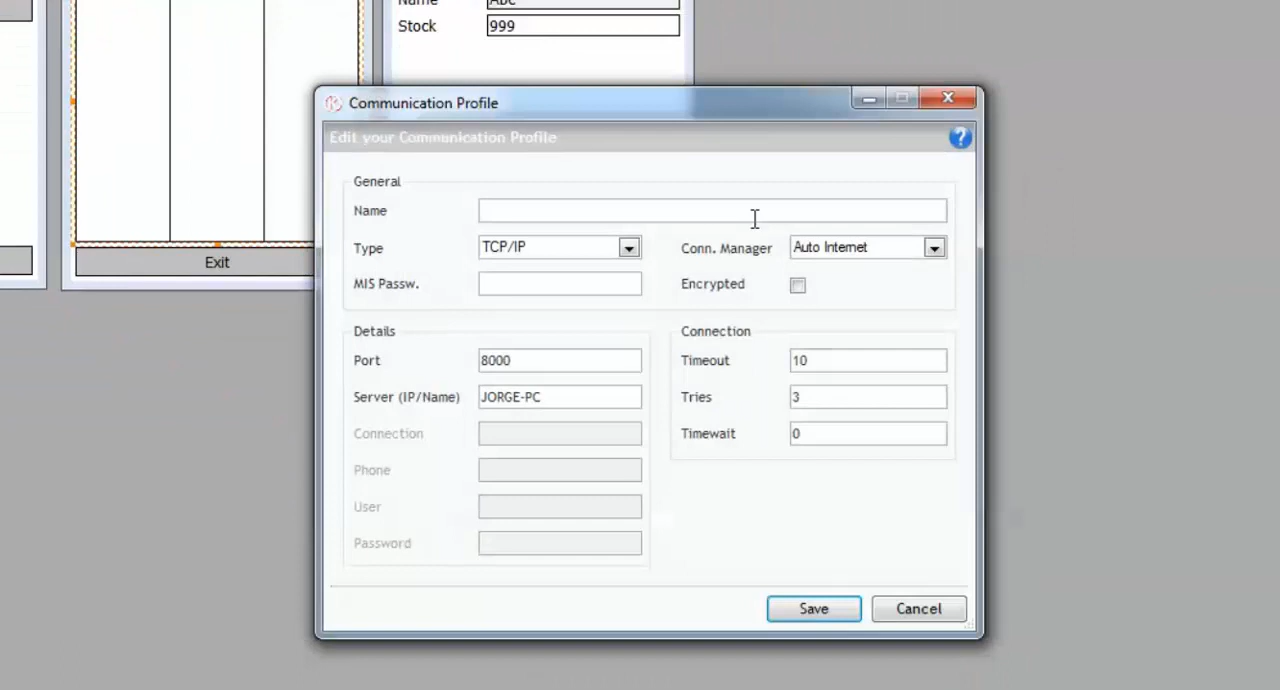 Name ABC
Stock 999
Communication Profile
Edit your Communication Profile
General
Name
Type TCP/IP Conn. Manager Auto Internet
MIS Passw. Encrypted
Details Connection
Port 8000 Timeout 10
Server (IP/Name) JORGE-PC Tries 3
Connection Timewait 0
Phone
User
Password
Save Cancel
Exit